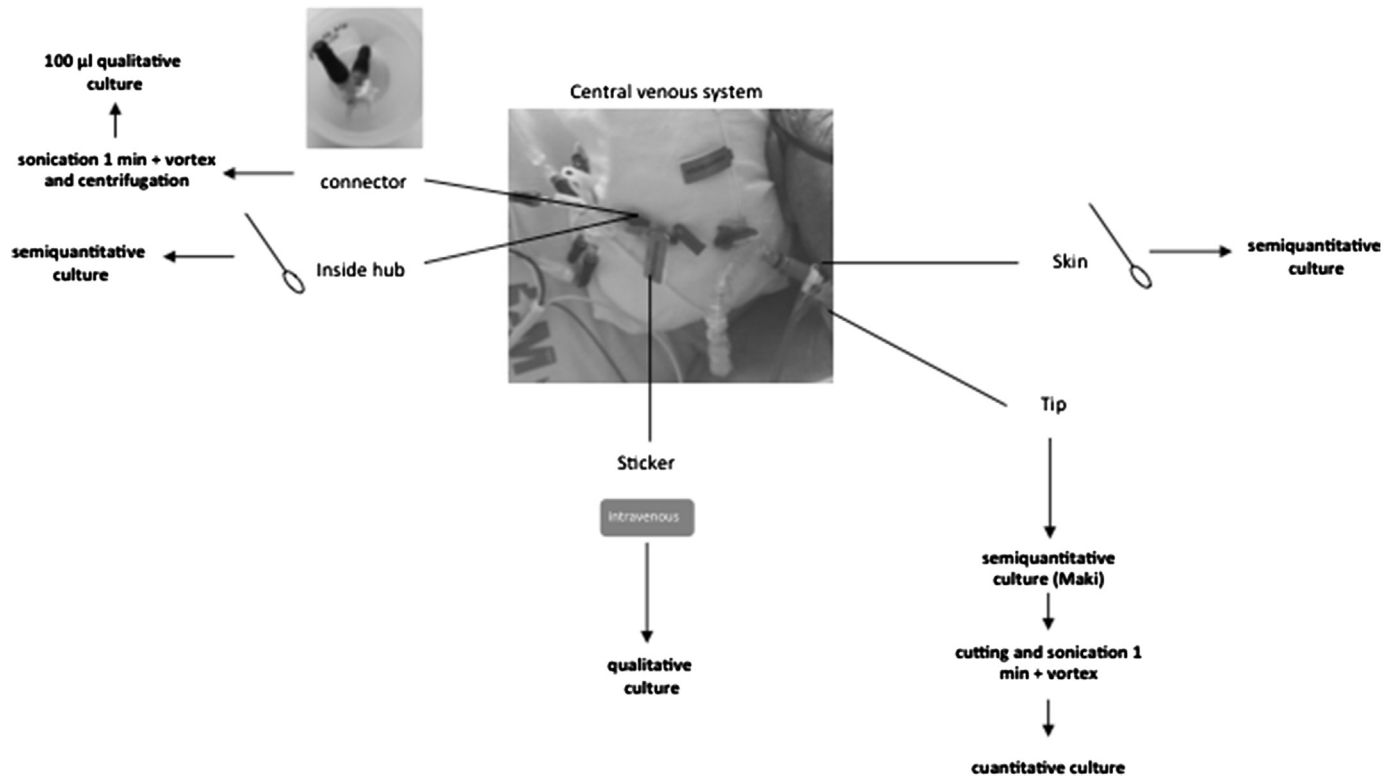 100 µl qualitative
culture
Central venous system
sonication 1 min + vortex
and centrifugation
connector
semiquantitative
culture
Inside hub
Skin
semiquantitative
culture
Tip
Sticker
intravenous
semiquantitative
culture (Maki)
qualitative
culture
cutting and sonication 1
min + vortex
cuantitative culture